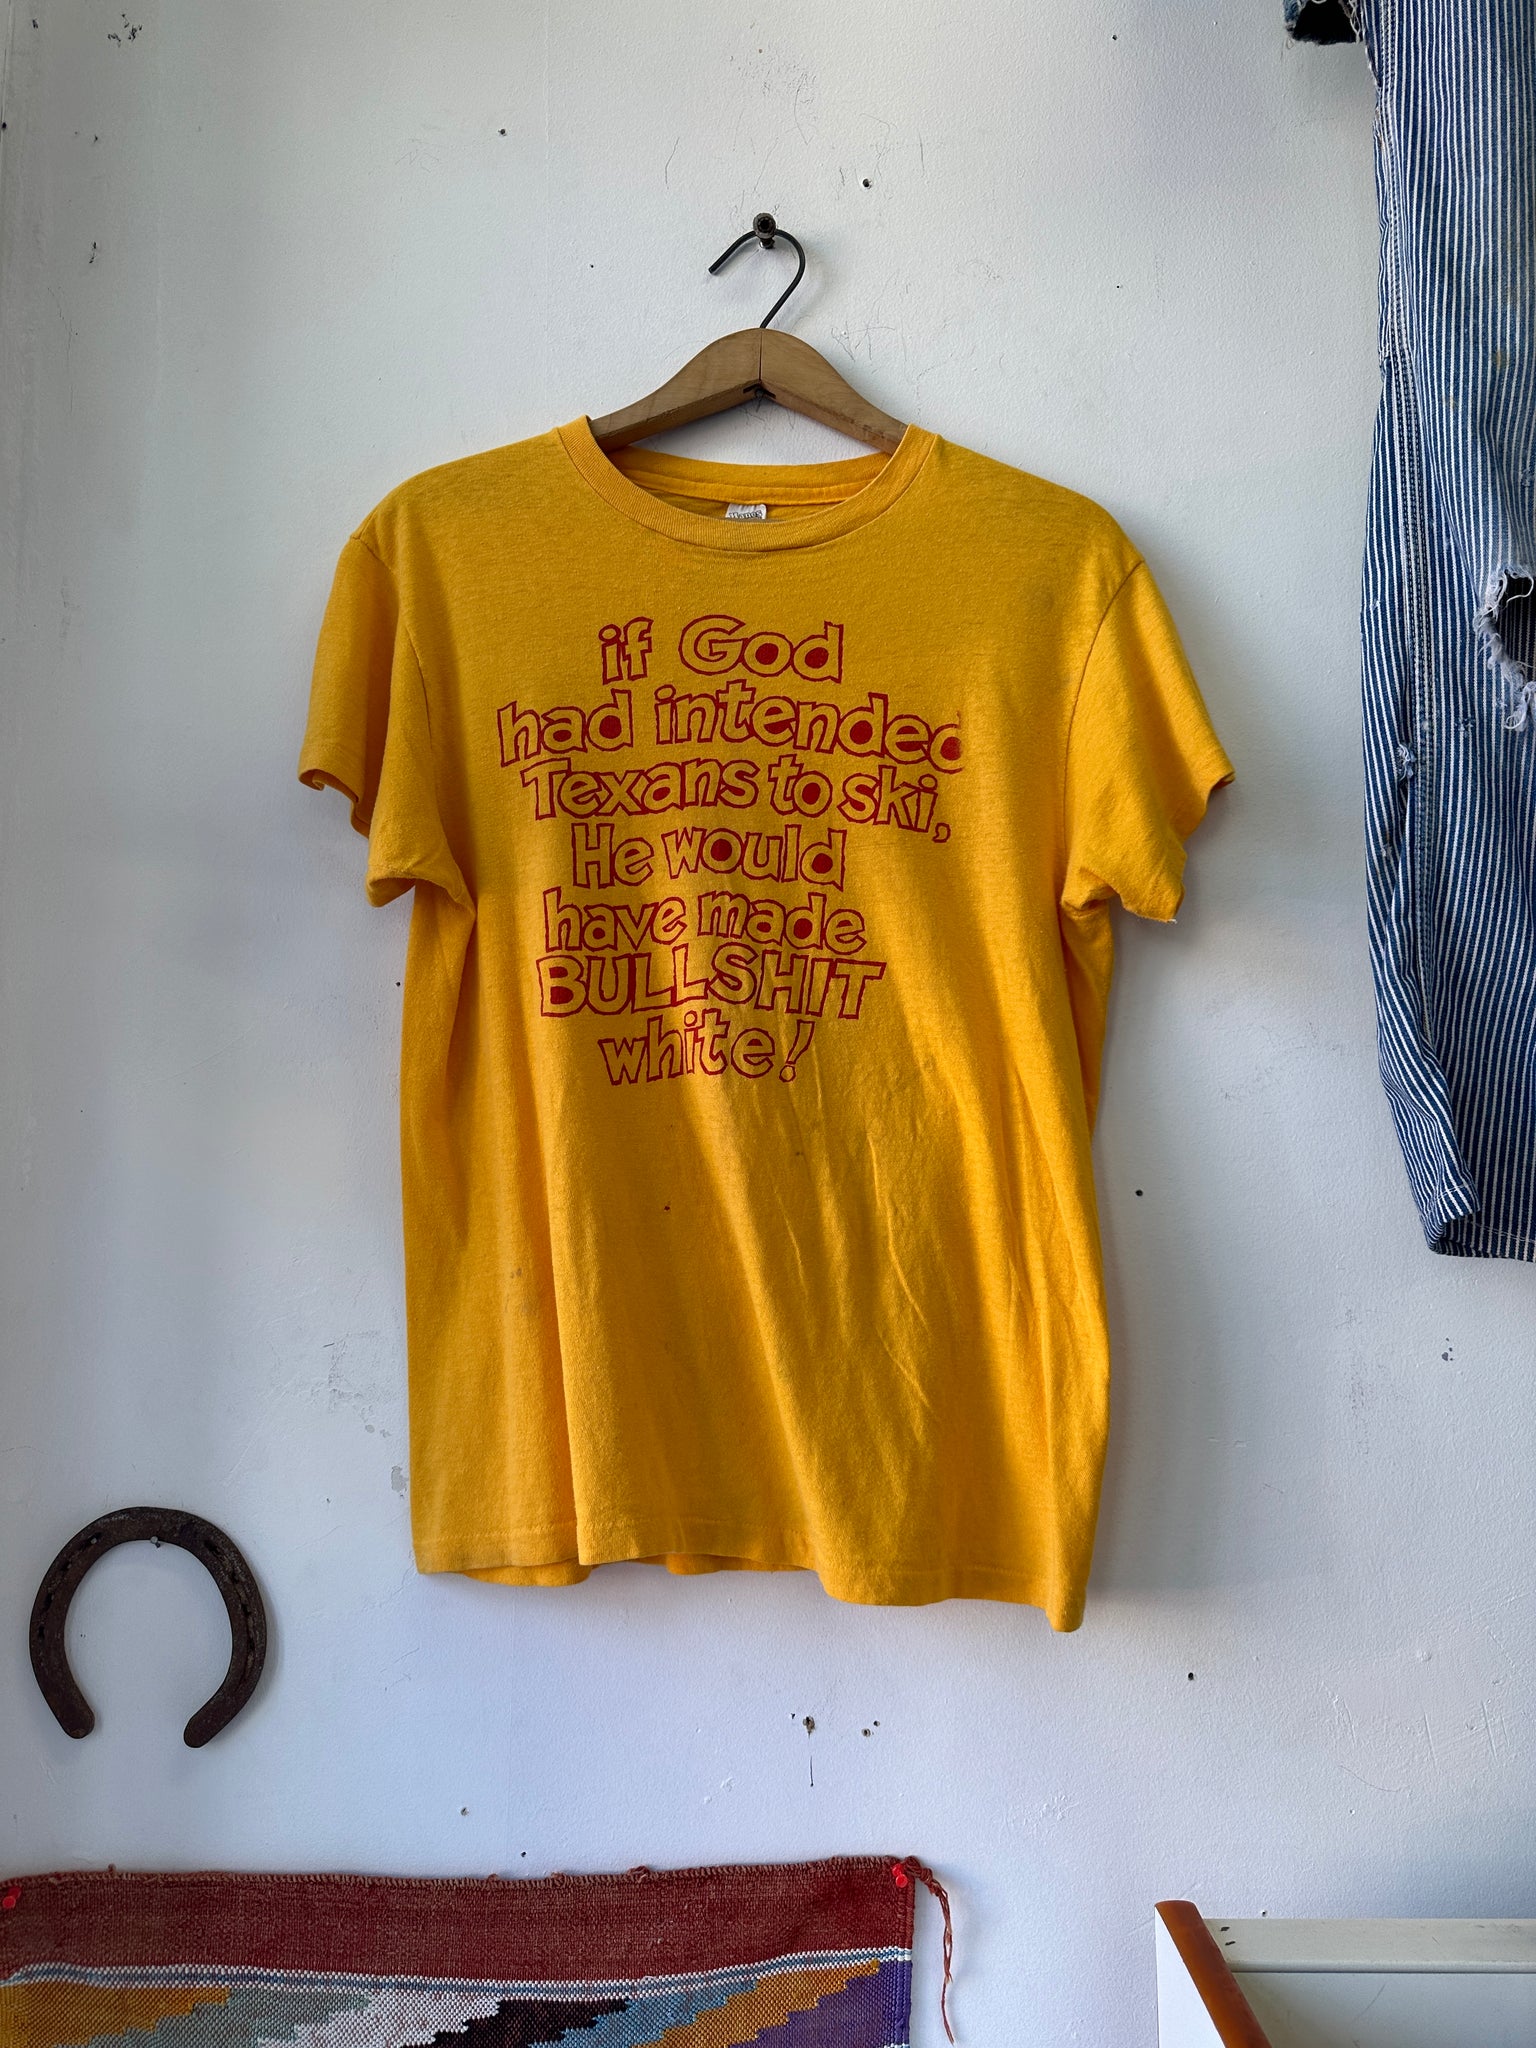 if God
had intended
Texans to ski,
He would
have made
BULLSHIT
white!